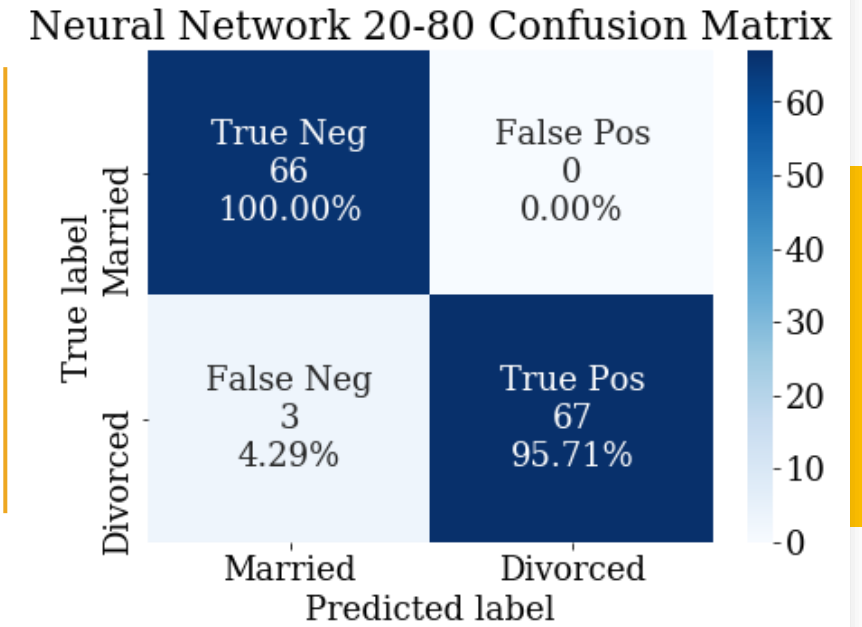 Neural Network 20-80 Confusion Matrix
True Neg
66
100.00%
False Pos
0
0.00%
False Neg
3
4.29%
True Pos
67
95.71%
True label
Married
Divorced
Married
Divorced
Predicted label
60
50
40
30
20
10
0